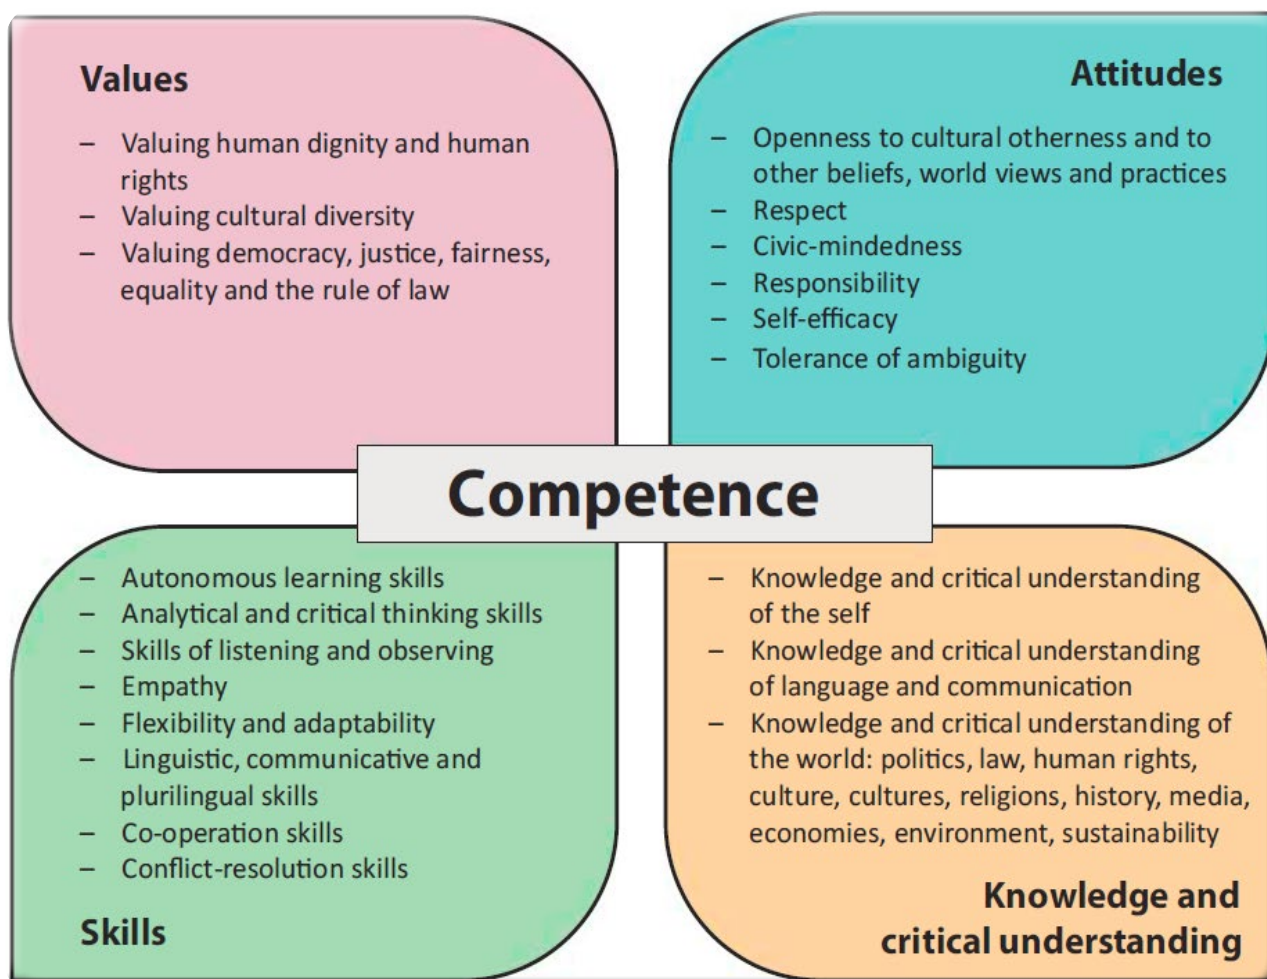 Values
– Valuing human dignity and human
rights
– Valuing cultural diversity
– Valuing democracy, justice, fairness,
equality and the rule of law
Attitudes
– Openness to cultural otherness and to
other beliefs, world views and practices
– Respect
– Civic-mindedness
– Responsibility
– Self-efficacy
– Tolerance of ambiguity
Competence
– Autonomous learning skills
– Analytical and critical thinking skills
– Skills of listening and observing
– Empathy
– Flexibility and adaptability
– Linguistic, communicative and
plurilingual skills
– Co-operation skills
– Conflict-resolution skills
Skills
– Knowledge and critical understanding
of the self
– Knowledge and critical understanding
of language and communication
– Knowledge and critical understanding of
the world: politics, law, human rights,
culture, cultures, religions, history, media,
economies, environment, sustainability
Knowledge and
critical understanding